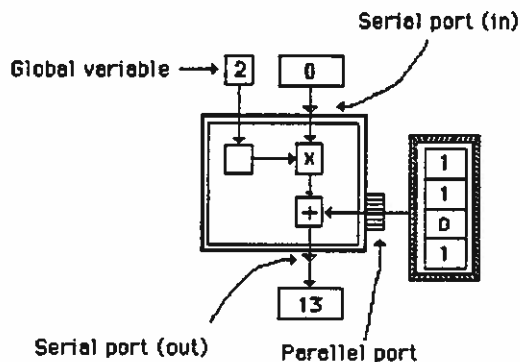 Serial port (in)
Global variable
2
0
x
+
1
1
0
1
13
Serial port (out)
Parallel port